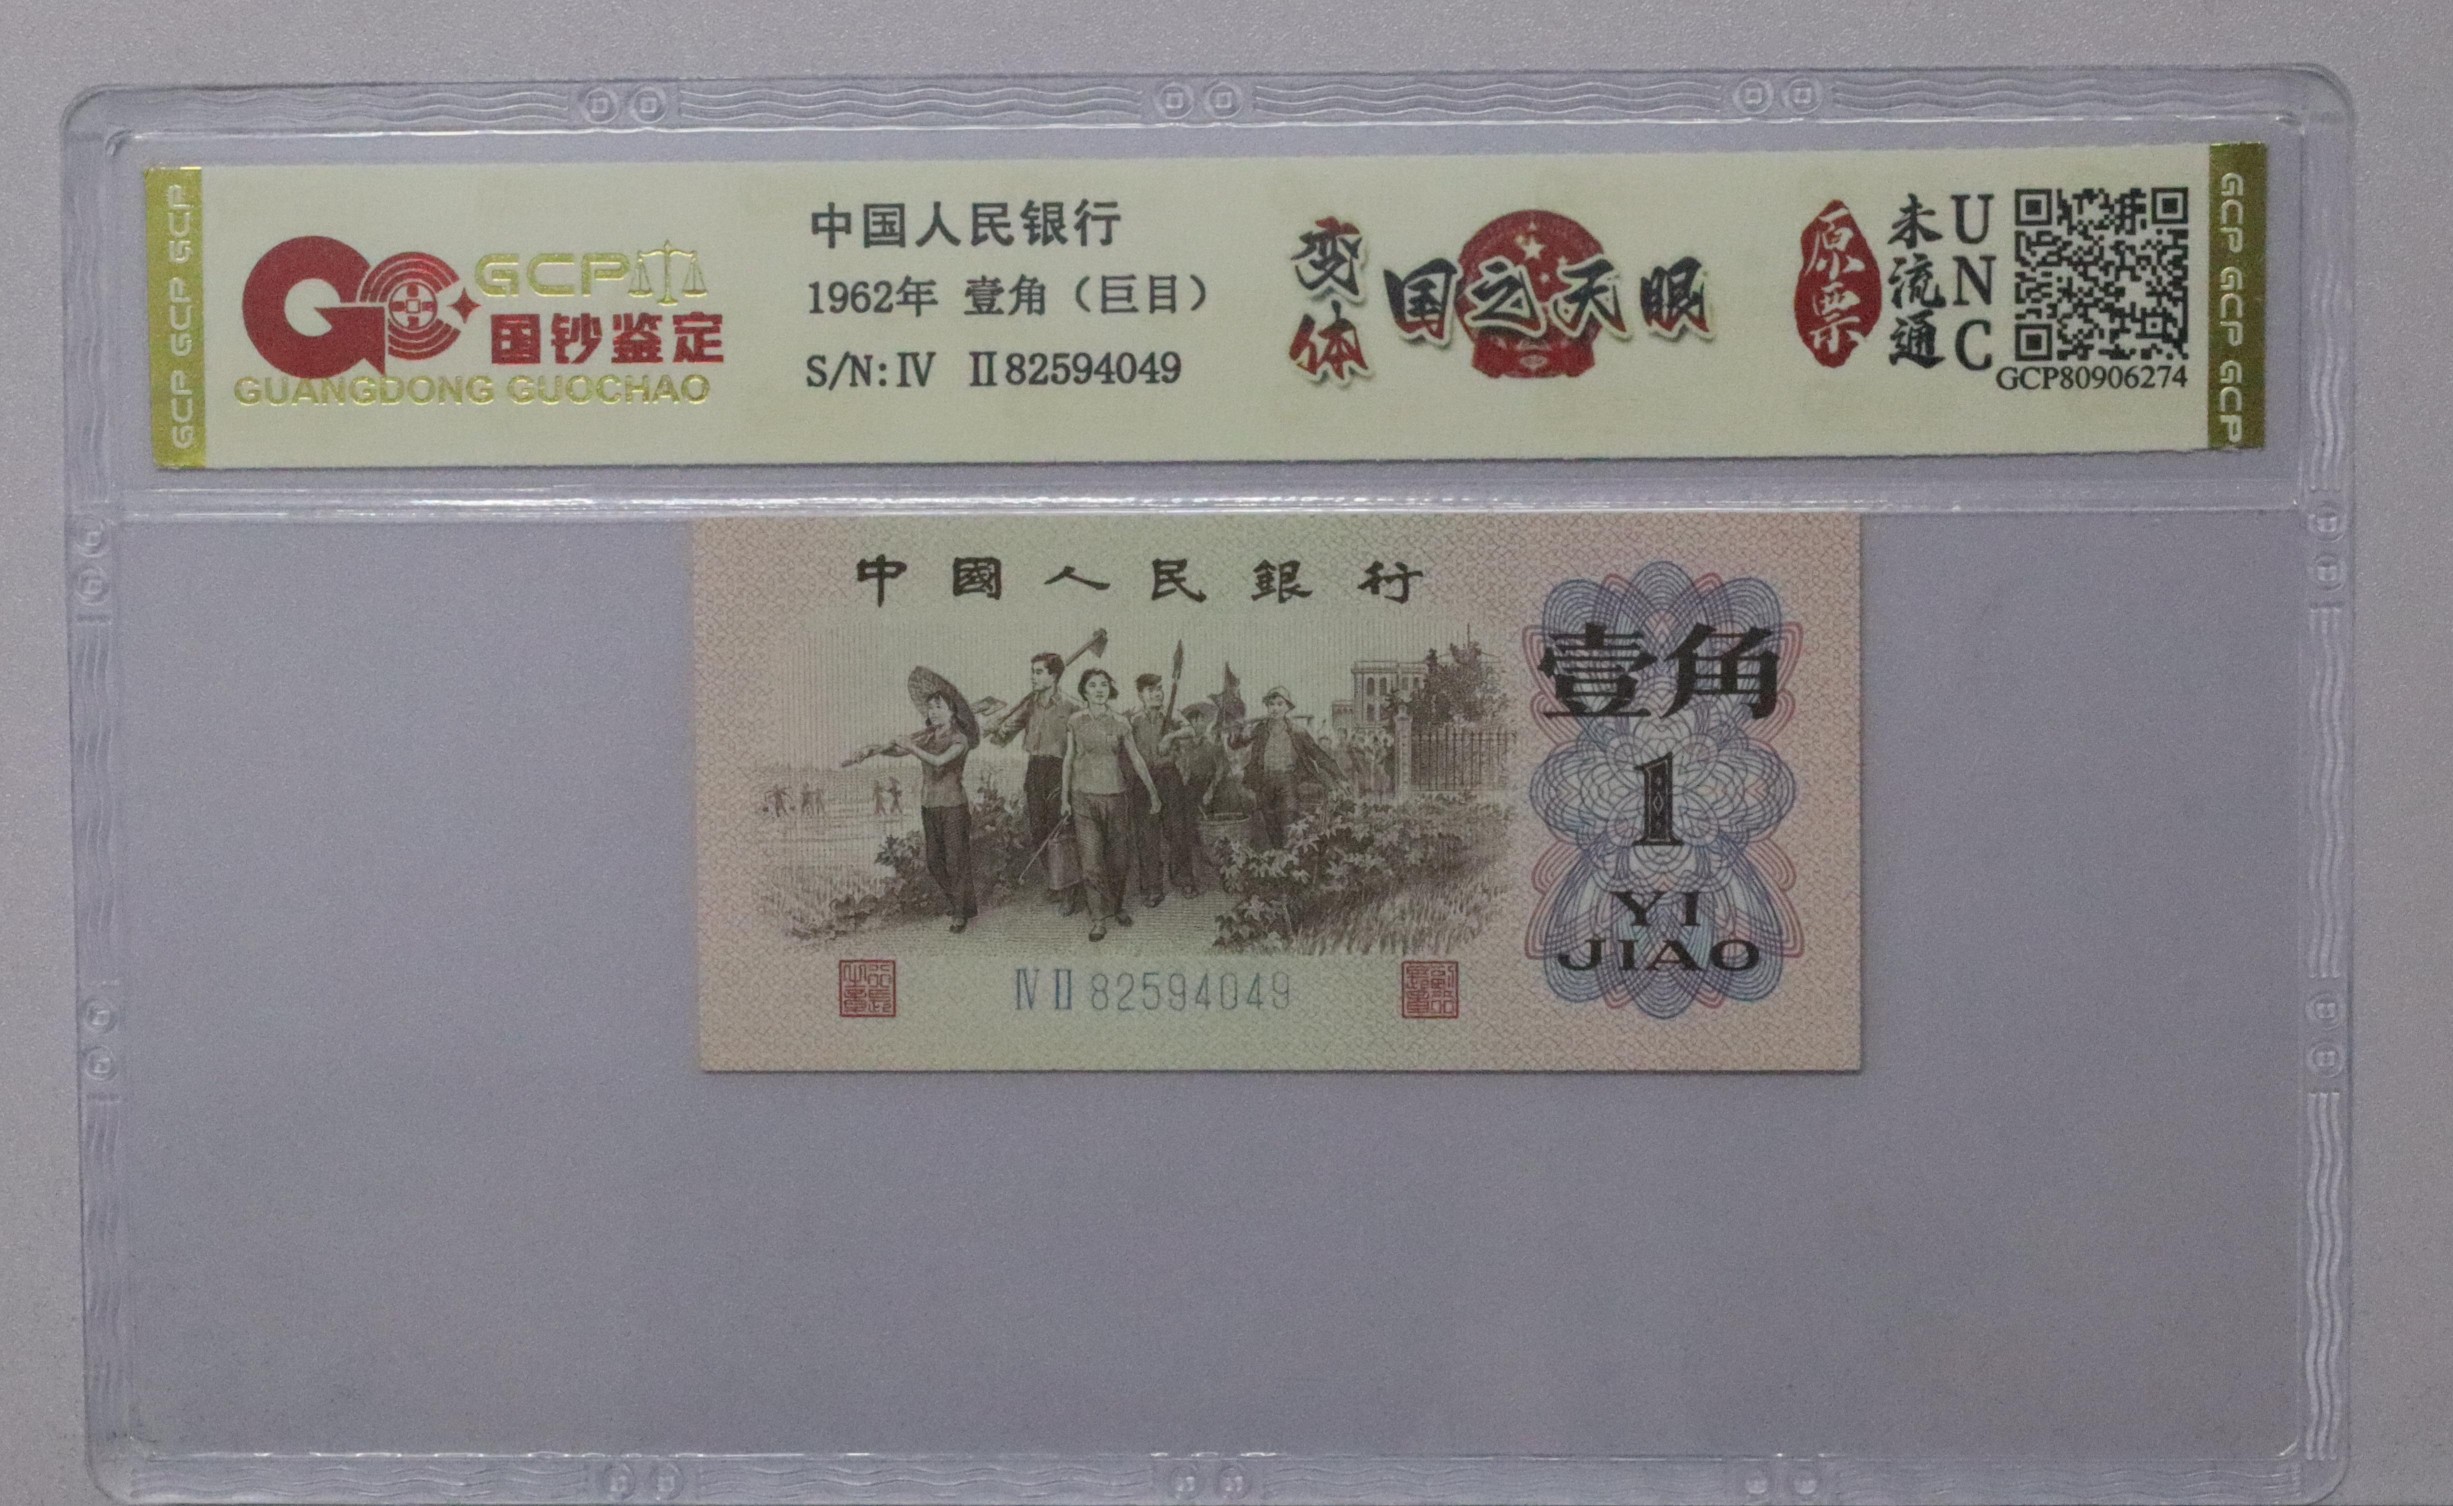 GCP GCP GCP
GCP
国钞鉴定
GUANGDONG GUOCHAO
中国人民银行
1962年 壹角（巨目）
S/N: IV II 82594049
变体
国之天眼
原票
未流通
UNC
GCP80906274
GCP GCP GCP
中國人民銀行
壹角
1
YI
JIAO
IV II 82594049